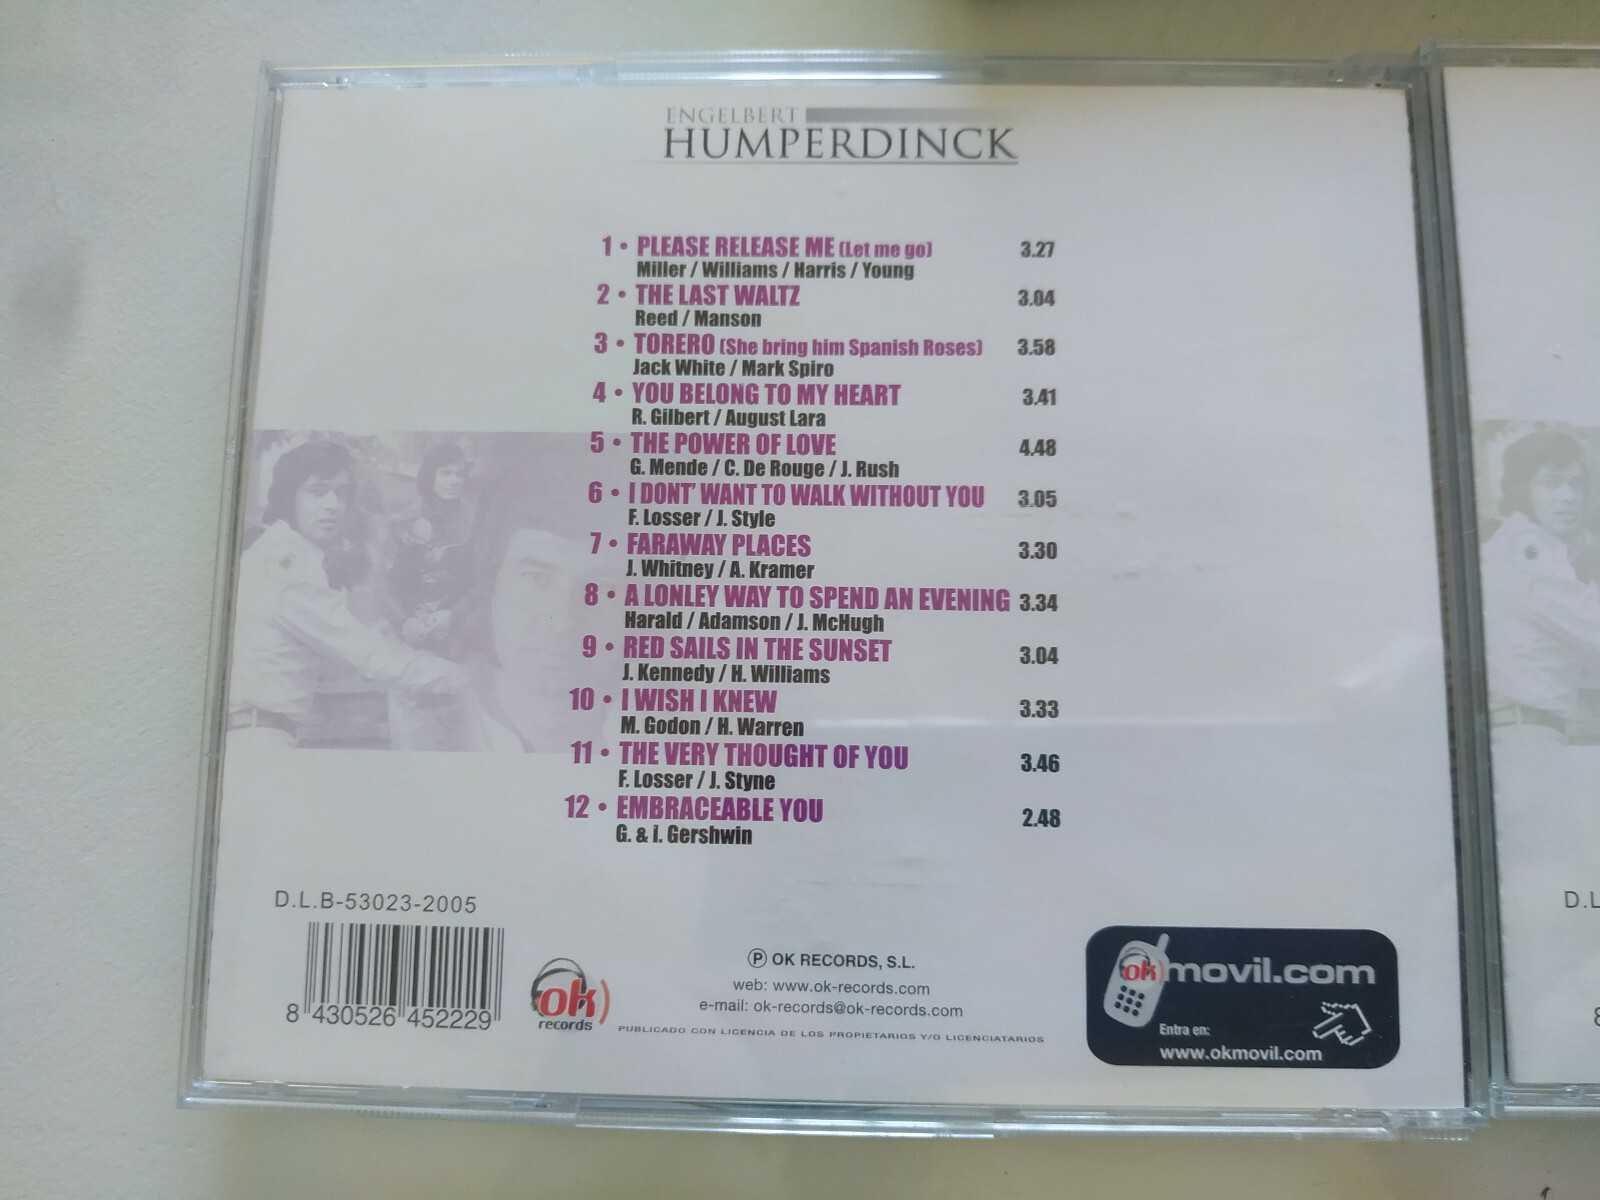 ENGELBERT
HUMPERDINCK
1 • PLEASE RELEASE ME (Let me go) 3.27
Miller / Williams / Harris / Young
2 • THE LAST WALTZ 3.04
Reed / Manson
3 • TORERO (She bring him Spanish Roses) 3.58
Jack White / Mark Spiro
4 • YOU BELONG TO MY HEART 3.41
R. Gilbert / August Lara
5 • THE POWER OF LOVE 4.48
G. Mende / C. De Rouge / J. Rush
6 • I DONT' WANT TO WALK WITHOUT YOU 3.05
F. Losser / J. Style
7 • FARAWAY PLACES 3.30
J. Whitney / A. Kramer
8 • A LONLEY WAY TO SPEND AN EVENING 3.34
Harald / Adamson / J. McHugh
9 • RED SAILS IN THE SUNSET 3.04
J. Kennedy / H. Williams
10 • I WISH I KNEW 3.33
M. Godon / H. Warren
11 • THE VERY THOUGHT OF YOU 3.46
F. Losser / J. Styne
12 • EMBRACEABLE YOU 2.48
G. & i. Gershwin
D.L.B-53023-2005
8 430526 452229
ok)
records
Ⓟ OK RECORDS, S.L.
web: www.ok-records.com
e-mail: ok-records@ok-records.com
PUBLICADO CON LICENCIA DE LOS PROPIETARIOS Y/O LICENCIATARIOS
ok)movil.com
Entra en:
www.okmovil.com
D.L
8